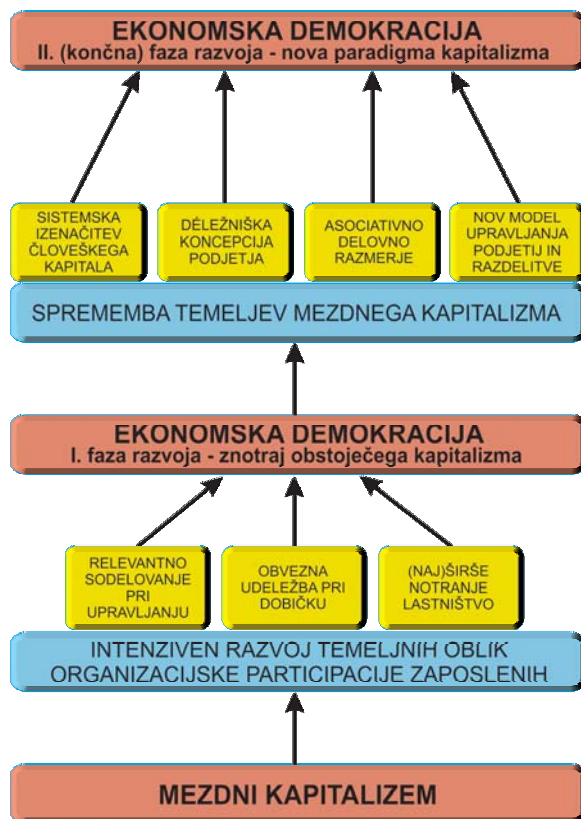 EKONOMSKA DEMOKRACIJA
II. (končna) faza razvoja - nova paradigma kapitalizma
SISTEMSKA
IZENAČITEV
ČLOVEŠKEGA
KAPITALA
DÉLEŽNIŠKA
KONCEPCIJA
PODJETJA
ASOCIATIVNO
DELOVNO
RAZMERJE
NOV MODEL
UPRAVLJANJA
PODJETIJ IN
RAZDELITVE
SPREMEMBA TEMELJEV MEZDNEGA KAPITALIZMA
EKONOMSKA DEMOKRACIJA
I. faza razvoja - znotraj obstoječega kapitalizma
RELEVANTNO
SODELOVANJE
PRI
UPRAVLJANJU
OBVEZNA
UDELEŽBA PRI
DOBIČKU
(NAJ)ŠIRŠE
NOTRANJE
LASTNIŠTVO
INTENZIVEN RAZVOJ TEMELJNIH OBLIK
ORGANIZACIJSKE PARTICIPACIJE ZAPOSLENIH
MEZDNI KAPITALIZEM